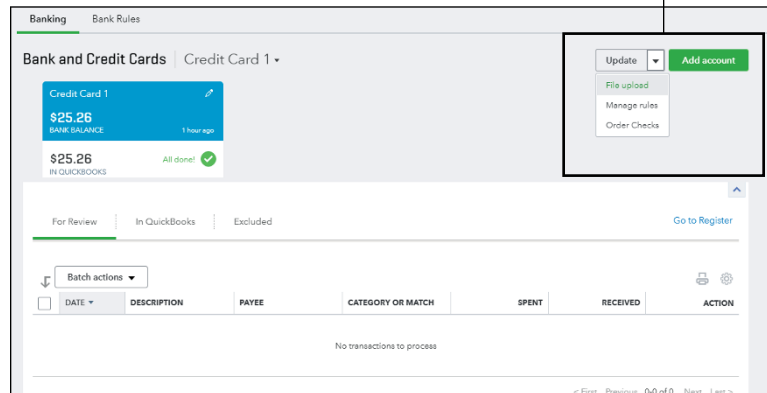 Banking Bank Rules
Bank and Credit Cards Credit Card 1
Update Add account
File upload
Manage rules
Order Checks
Credit Card 1
$25.26
BANK BALANCE 1 hour ago
$25.26 All done!
IN QUICKBOOKS
For Review In QuickBooks Excluded Go to Register
Batch actions
DATE DESCRIPTION PAYEE CATEGORY OR MATCH SPENT RECEIVED ACTION
No transactions to process
< First Previous 0-0 of 0 Next Last >